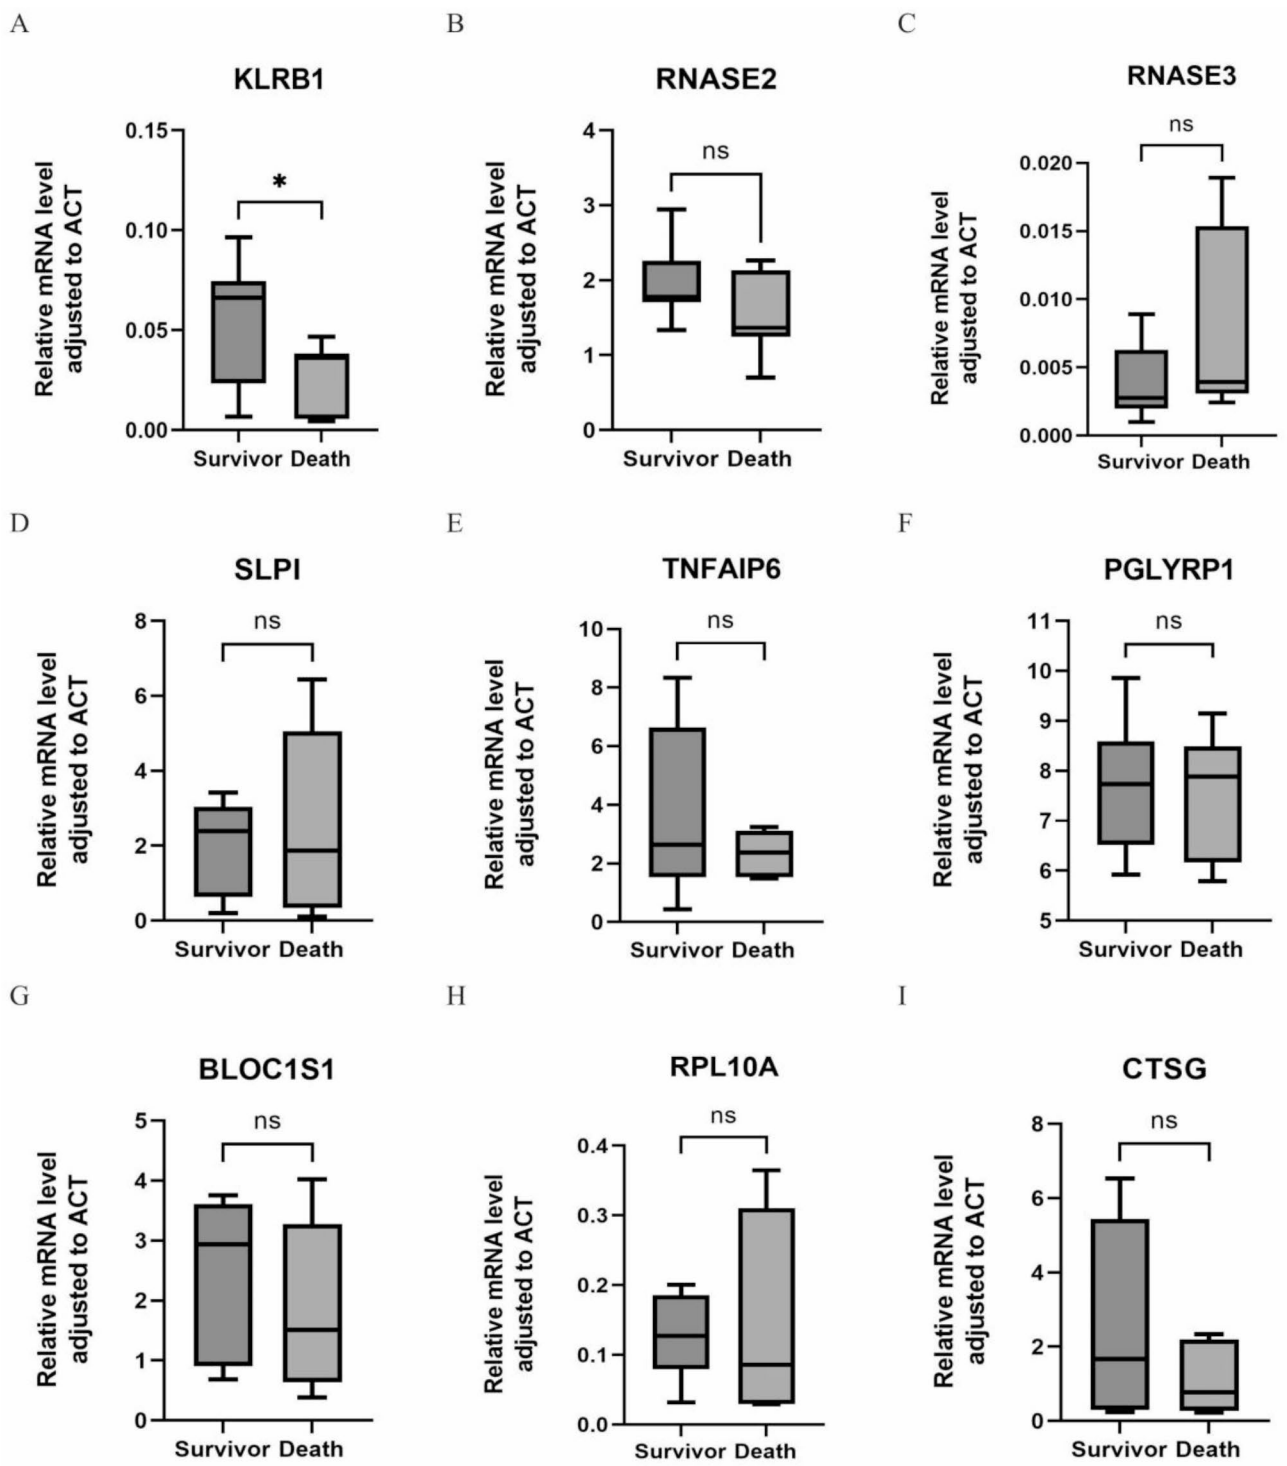 A
KLRB1
Relative mRNA level
adjusted to ACT
0.15
0.10
0.05
0.00
*
Survivor Death
B
RNASE2
Relative mRNA level
adjusted to ACT
4
3
2
1
0
ns
Survivor Death
C
RNASE3
Relative mRNA level
adjusted to ACT
0.020
0.015
0.010
0.005
0.000
ns
Survivor Death
D
SLPI
Relative mRNA level
adjusted to ACT
8
6
4
2
0
ns
Survivor Death
E
TNFAIP6
Relative mRNA level
adjusted to ACT
10
8
6
4
2
0
ns
Survivor Death
F
PGLYRP1
Relative mRNA level
adjusted to ACT
11
10
9
8
7
6
5
ns
Survivor Death
G
BLOC1S1
Relative mRNA level
adjusted to ACT
5
4
3
2
1
0
ns
Survivor Death
H
RPL10A
Relative mRNA level
adjusted to ACT
0.4
0.3
0.2
0.1
0.0
ns
Survivor Death
I
CTSG
Relative mRNA level
adjusted to ACT
8
6
4
2
0
ns
Survivor Death